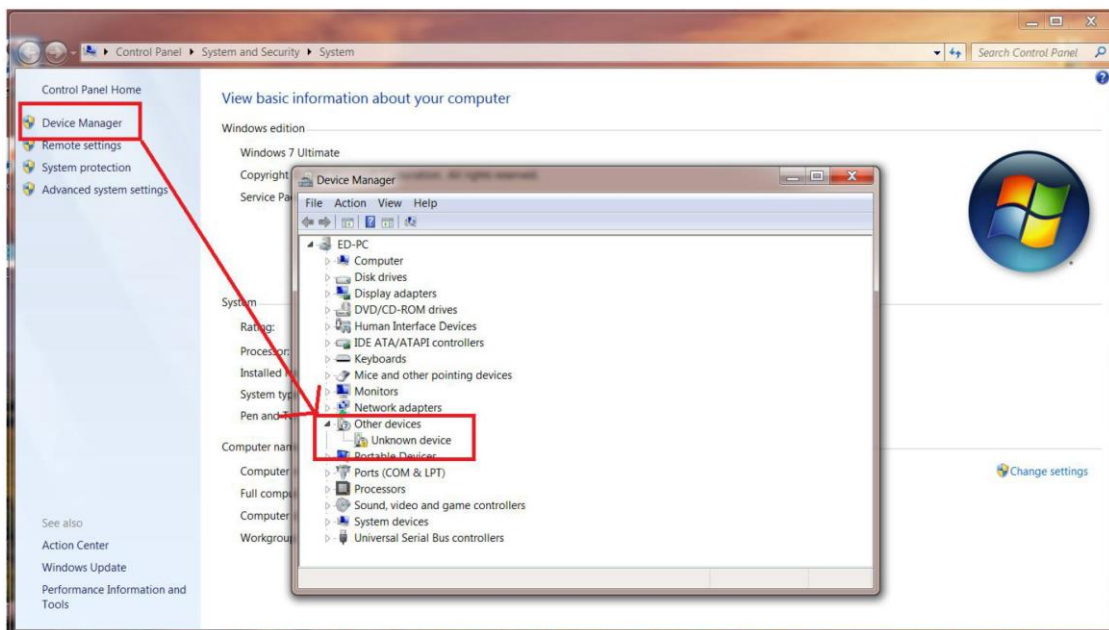 Control Panel
System and Security
System
Search Control Panel
Control Panel Home
Device Manager
Remote settings
System protection
Advanced system settings
See also
Action Center
Windows Update
Performance Information and
Tools
View basic information about your computer
Windows edition
Windows 7 Ultimate
Copyright
Service Pa
System
Rating:
Processor:
Installed
System typ
Pen and
Computer nam
Computer
Full compu
Computer
Workgroup
Change settings
Device Manager
File Action View Help
ED-PC
Computer
Disk drives
Display adapters
DVD/CD-ROM drives
Human Interface Devices
IDE ATA/ATAPI controllers
Keyboards
Mice and other pointing devices
Monitors
Network adapters
Other devices
Unknown device
Portable Devices
Ports (COM & LPT)
Processors
Sound, video and game controllers
System devices
Universal Serial Bus controllers